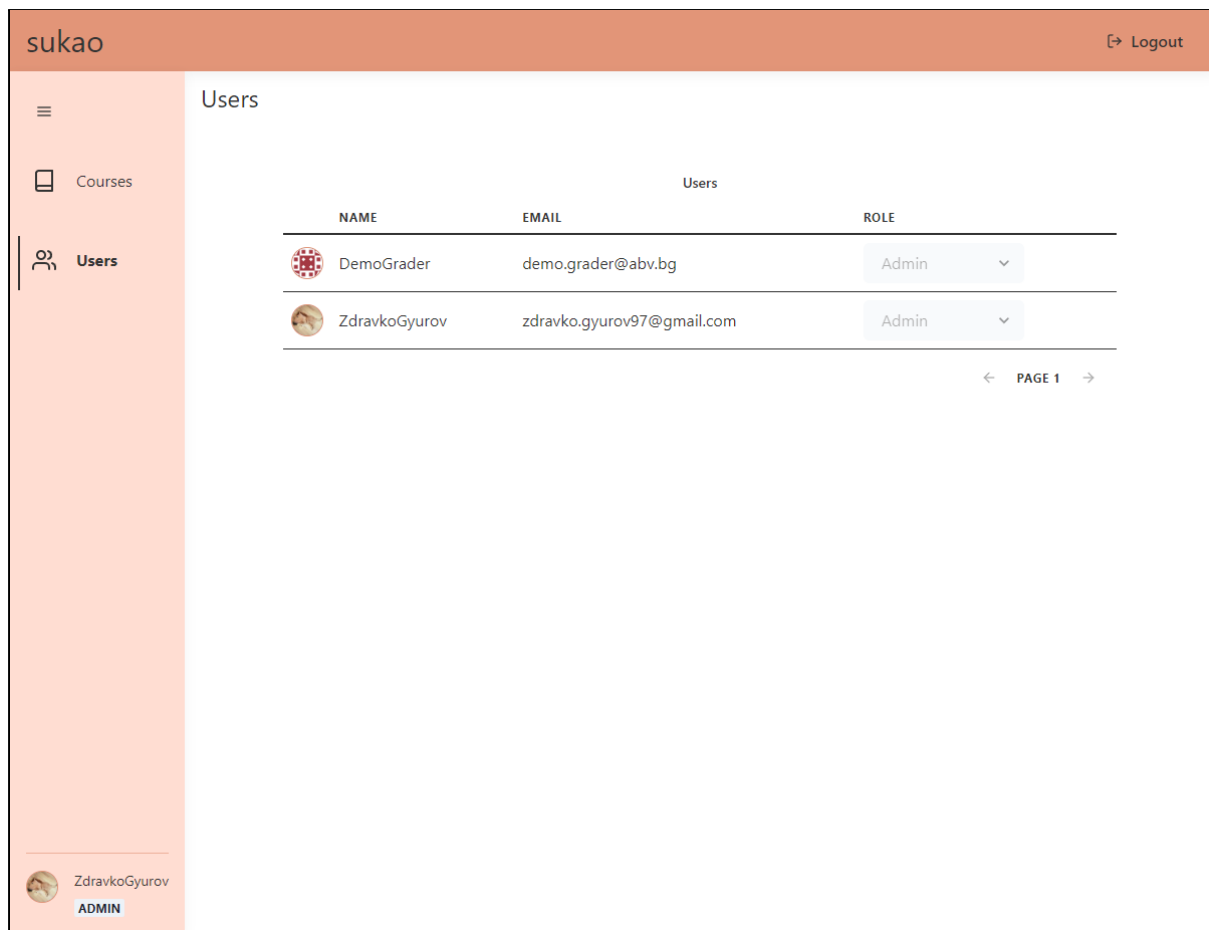 sukao
Logout
Users
Courses
Users
Users
NAME EMAIL ROLE
DemoGrader demo.grader@abv.bg Admin
ZdravkoGyurov zdravko.gyurov97@gmail.com Admin
PAGE 1
ZdravkoGyurov
ADMIN